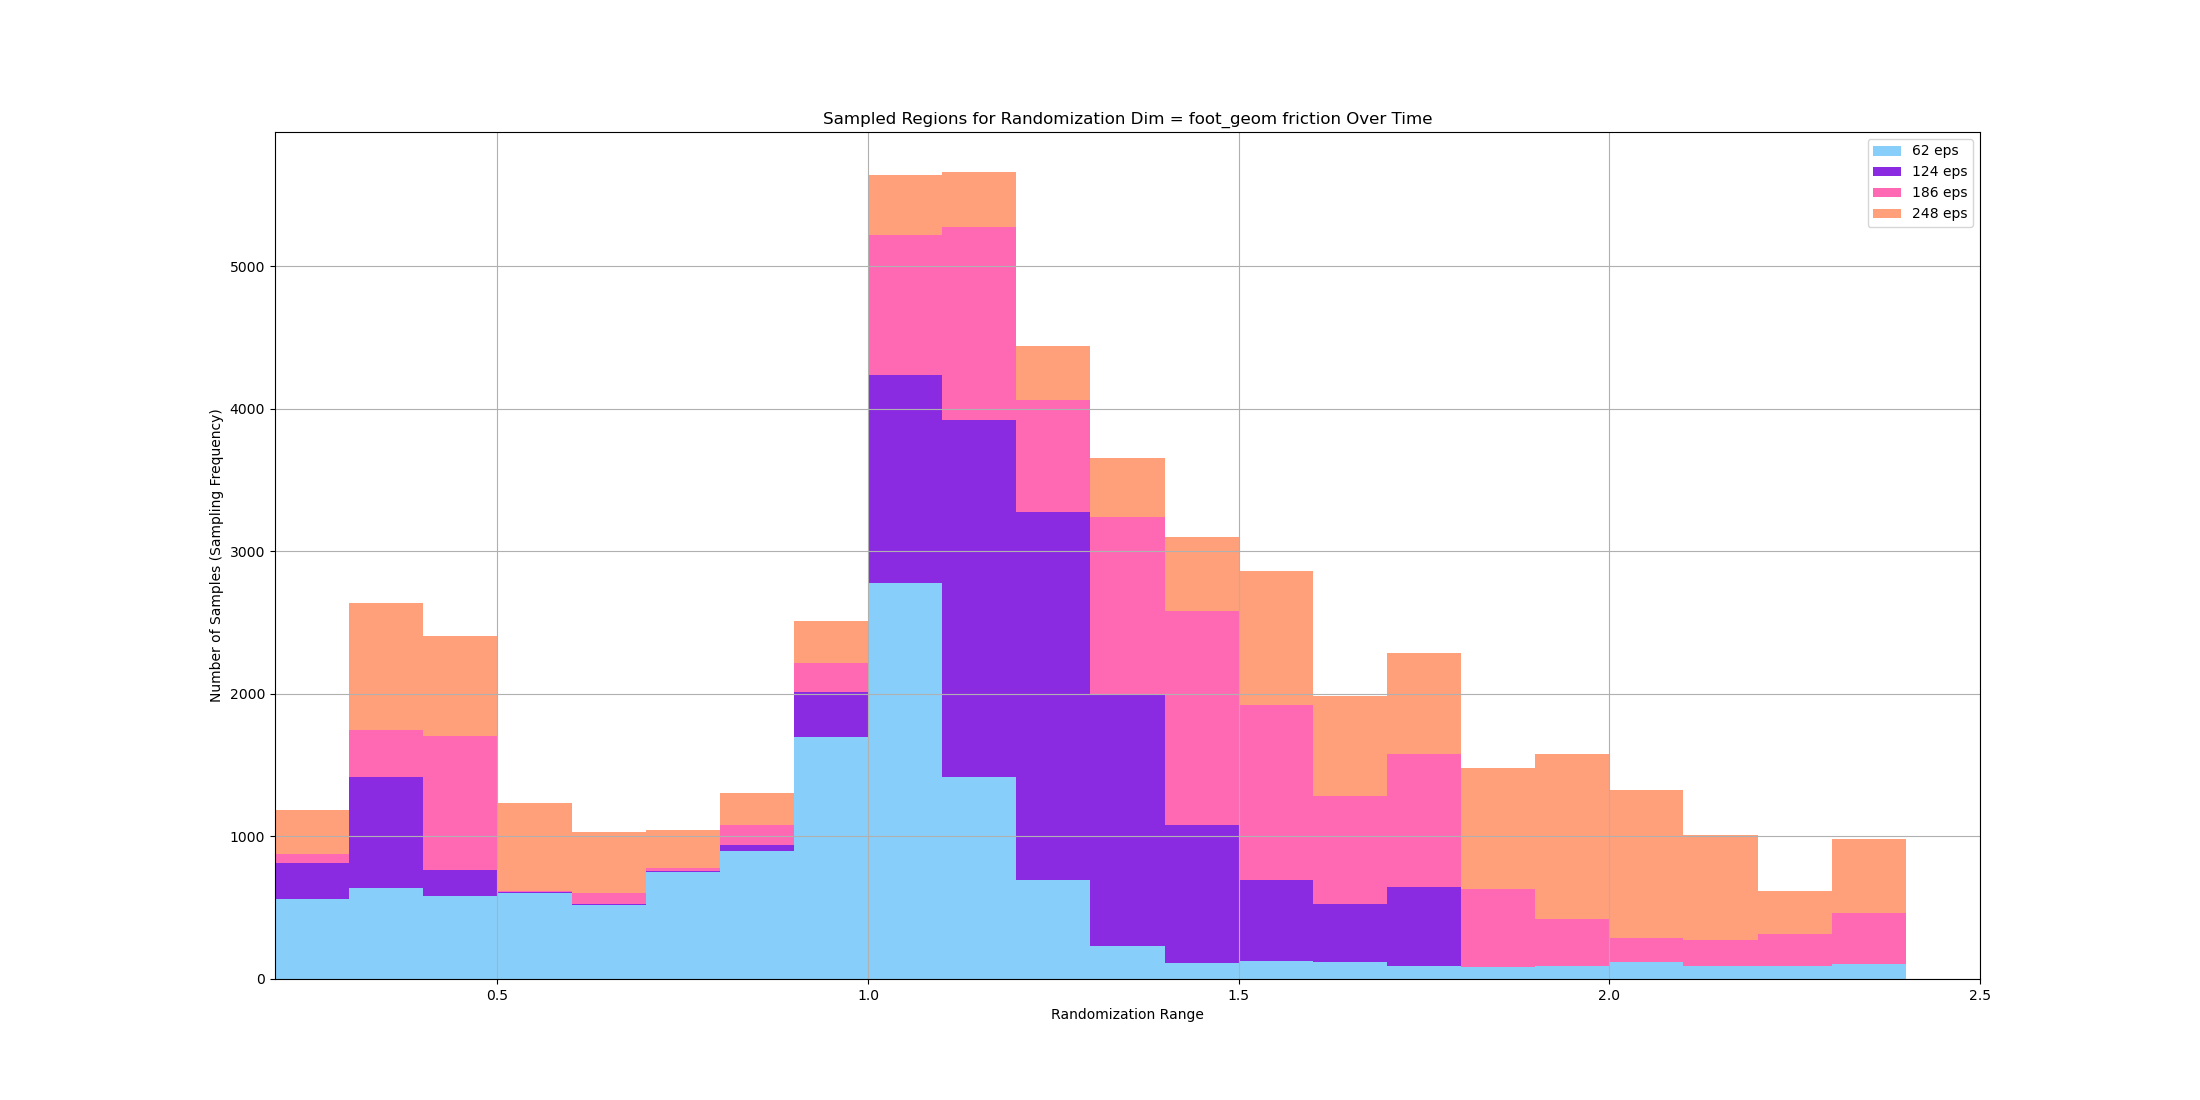 Sampled Regions for Randomization Dim = foot_geom friction Over Time
62 eps
124 eps
186 eps
248 eps
Number of Samples (Sampling Frequency)
5000
4000
3000
2000
1000
0
0.5
1.0
1.5
2.0
2.5
Randomization Range